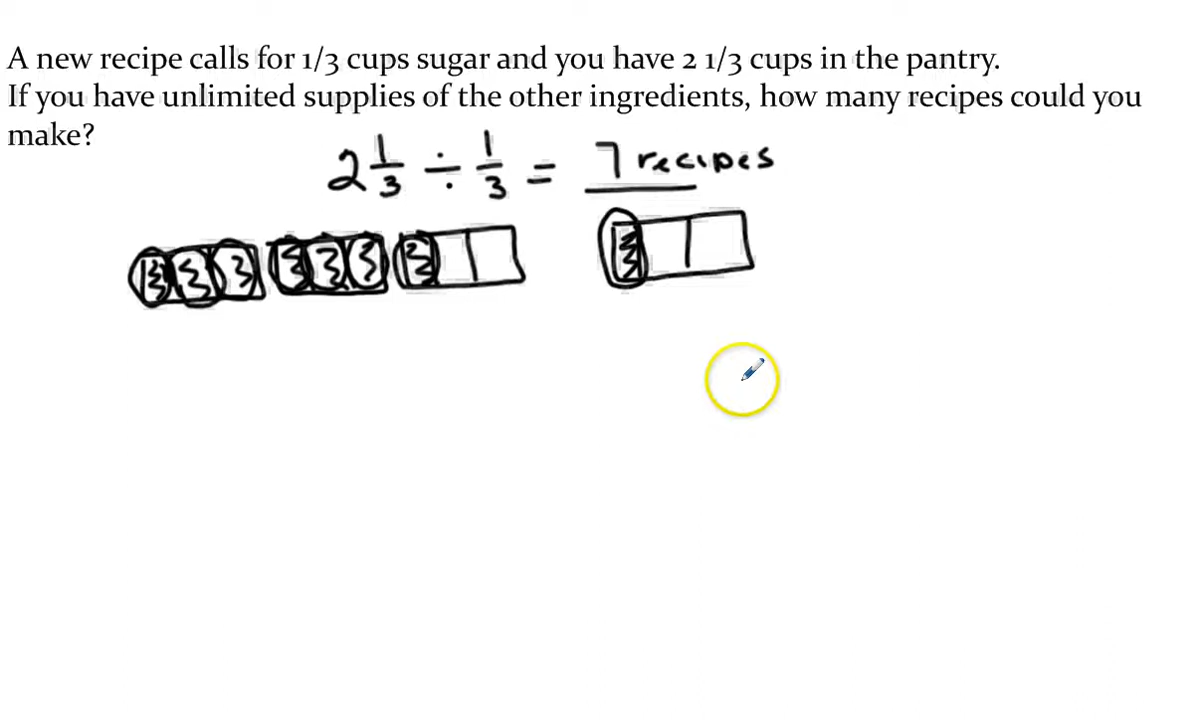 A new recipe calls for 1/3 cups sugar and you have 2 1/3 cups in the pantry.
If you have unlimited supplies of the other ingredients, how many recipes could you
make?
2 1/3 ÷ 1/3 = 7 recipes